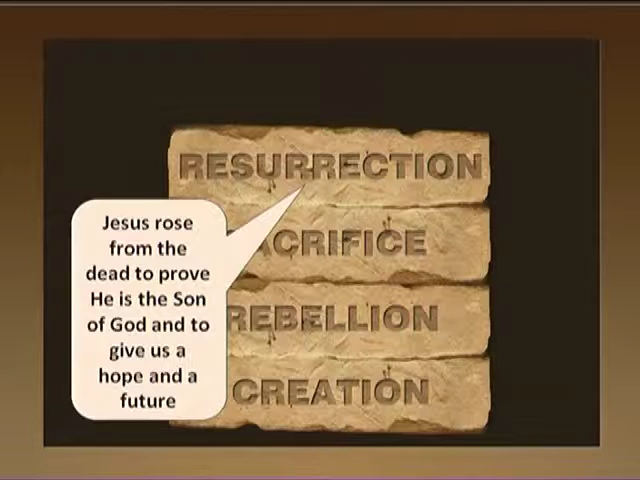 RESURRECTION
ACRIFICE
REBELLION
CREATION
Jesus rose
from the
dead to prove
He is the Son
of God and to
give us a
hope and a
future